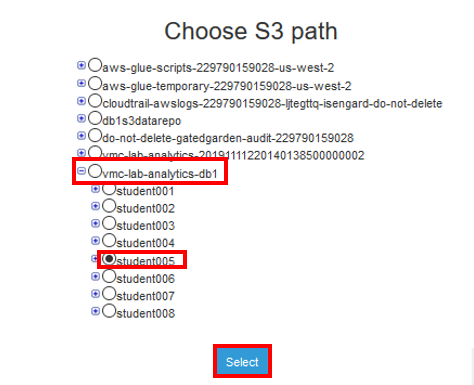 Choose S3 path
aws-glue-scripts-229790159028-us-west-2
aws-glue-temporary-229790159028-us-west-2
cloudtrail-awslogs-229790159028-ljtegttq-isengard-do-not-delete
db1s3datarepo
do-not-delete-gatedgarden-audit-229790159028
vmc-lab-analytics-20191111220140138500000002
vmc-lab-analytics-db1
student001
student002
student003
student004
student005
student006
student007
student008
Select